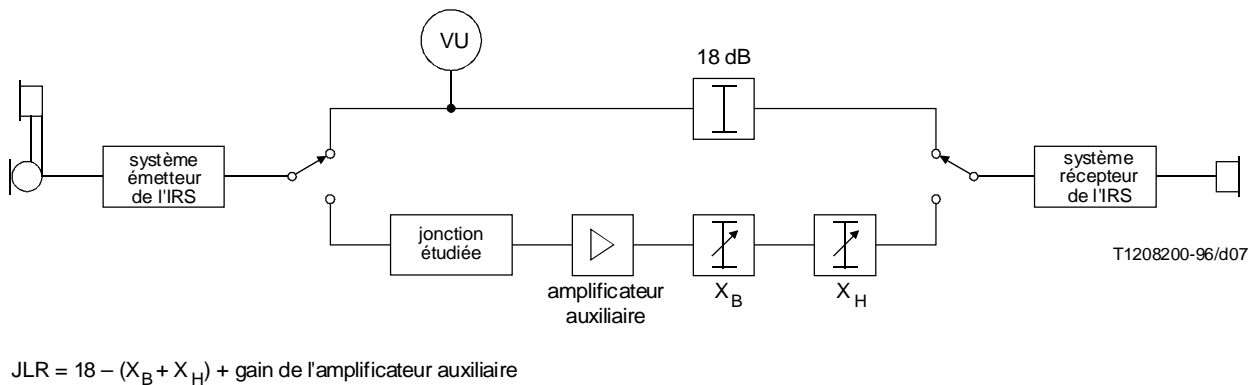 VU
18 dB
système
émetteur
de l'IRS
système
récepteur
de l'IRS
jonction
étudiée
amplificateur
auxiliaire
X_B
X_H
T1208200-96/d07
JLR = 18 – (X_B + X_H) + gain de l'amplificateur auxiliaire